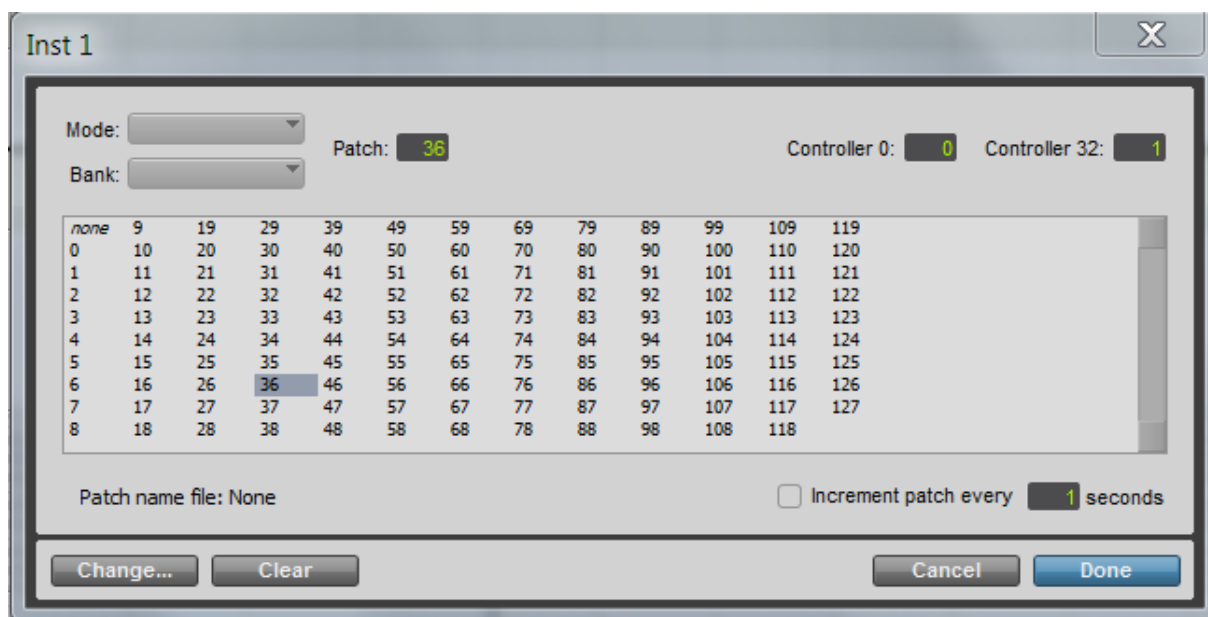 Inst 1
Mode:
Bank:
Patch: 36
Controller 0: 0 Controller 32: 1
none 9 19 29 39 49 59 69 79 89 99 109 119
0 10 20 30 40 50 60 70 80 90 100 110 120
1 11 21 31 41 51 61 71 81 91 101 111 121
2 12 22 32 42 52 62 72 82 92 102 112 122
3 13 23 33 43 53 63 73 83 93 103 113 123
4 14 24 34 44 54 64 74 84 94 104 114 124
5 15 25 35 45 55 65 75 85 95 105 115 125
6 16 26 36 46 56 66 76 86 96 106 116 126
7 17 27 37 47 57 67 77 87 97 107 117 127
8 18 28 38 48 58 68 78 88 98 108 118
Patch name file: None
Increment patch every 1 seconds
Change... Clear Cancel Done